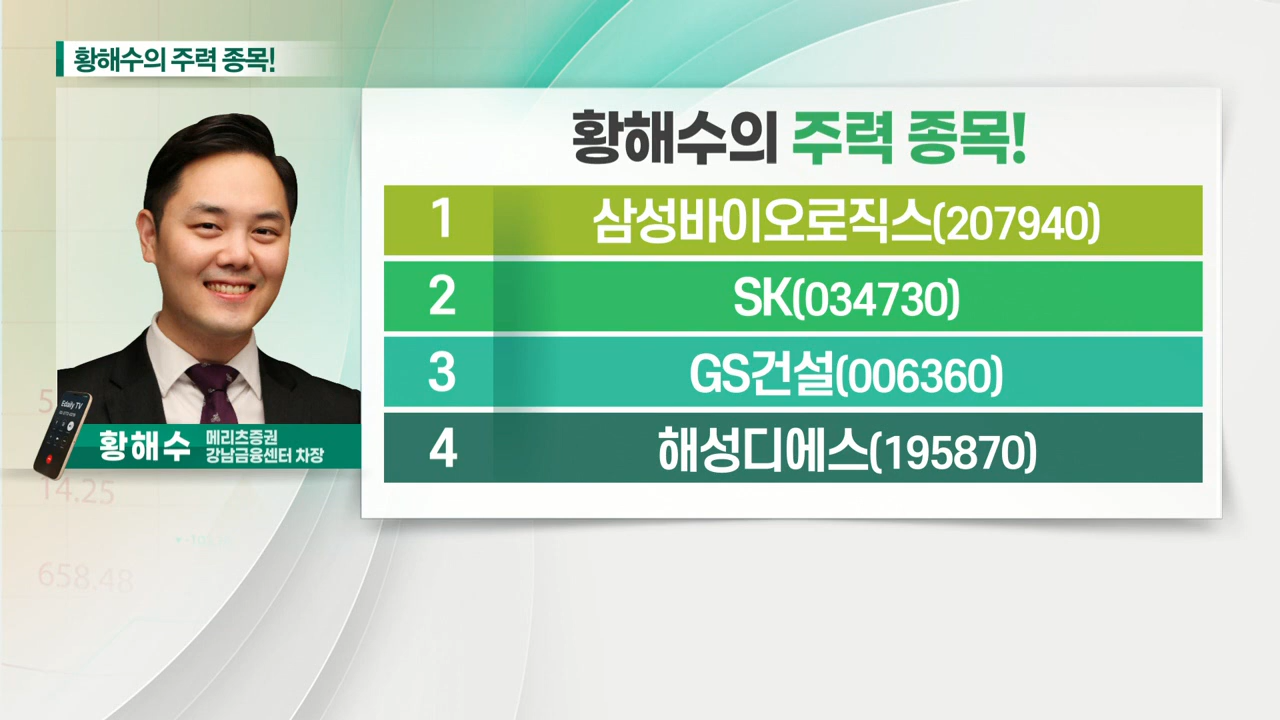 황해수의 주력 종목!
황해수의 주력 종목!
1 삼성바이오로직스(207940)
2 SK(034730)
3 GS건설(006360)
4 해성디에스(195870)
Edaily TV
황해수 메리츠증권
강남금융센터 차장
14.25
658.48